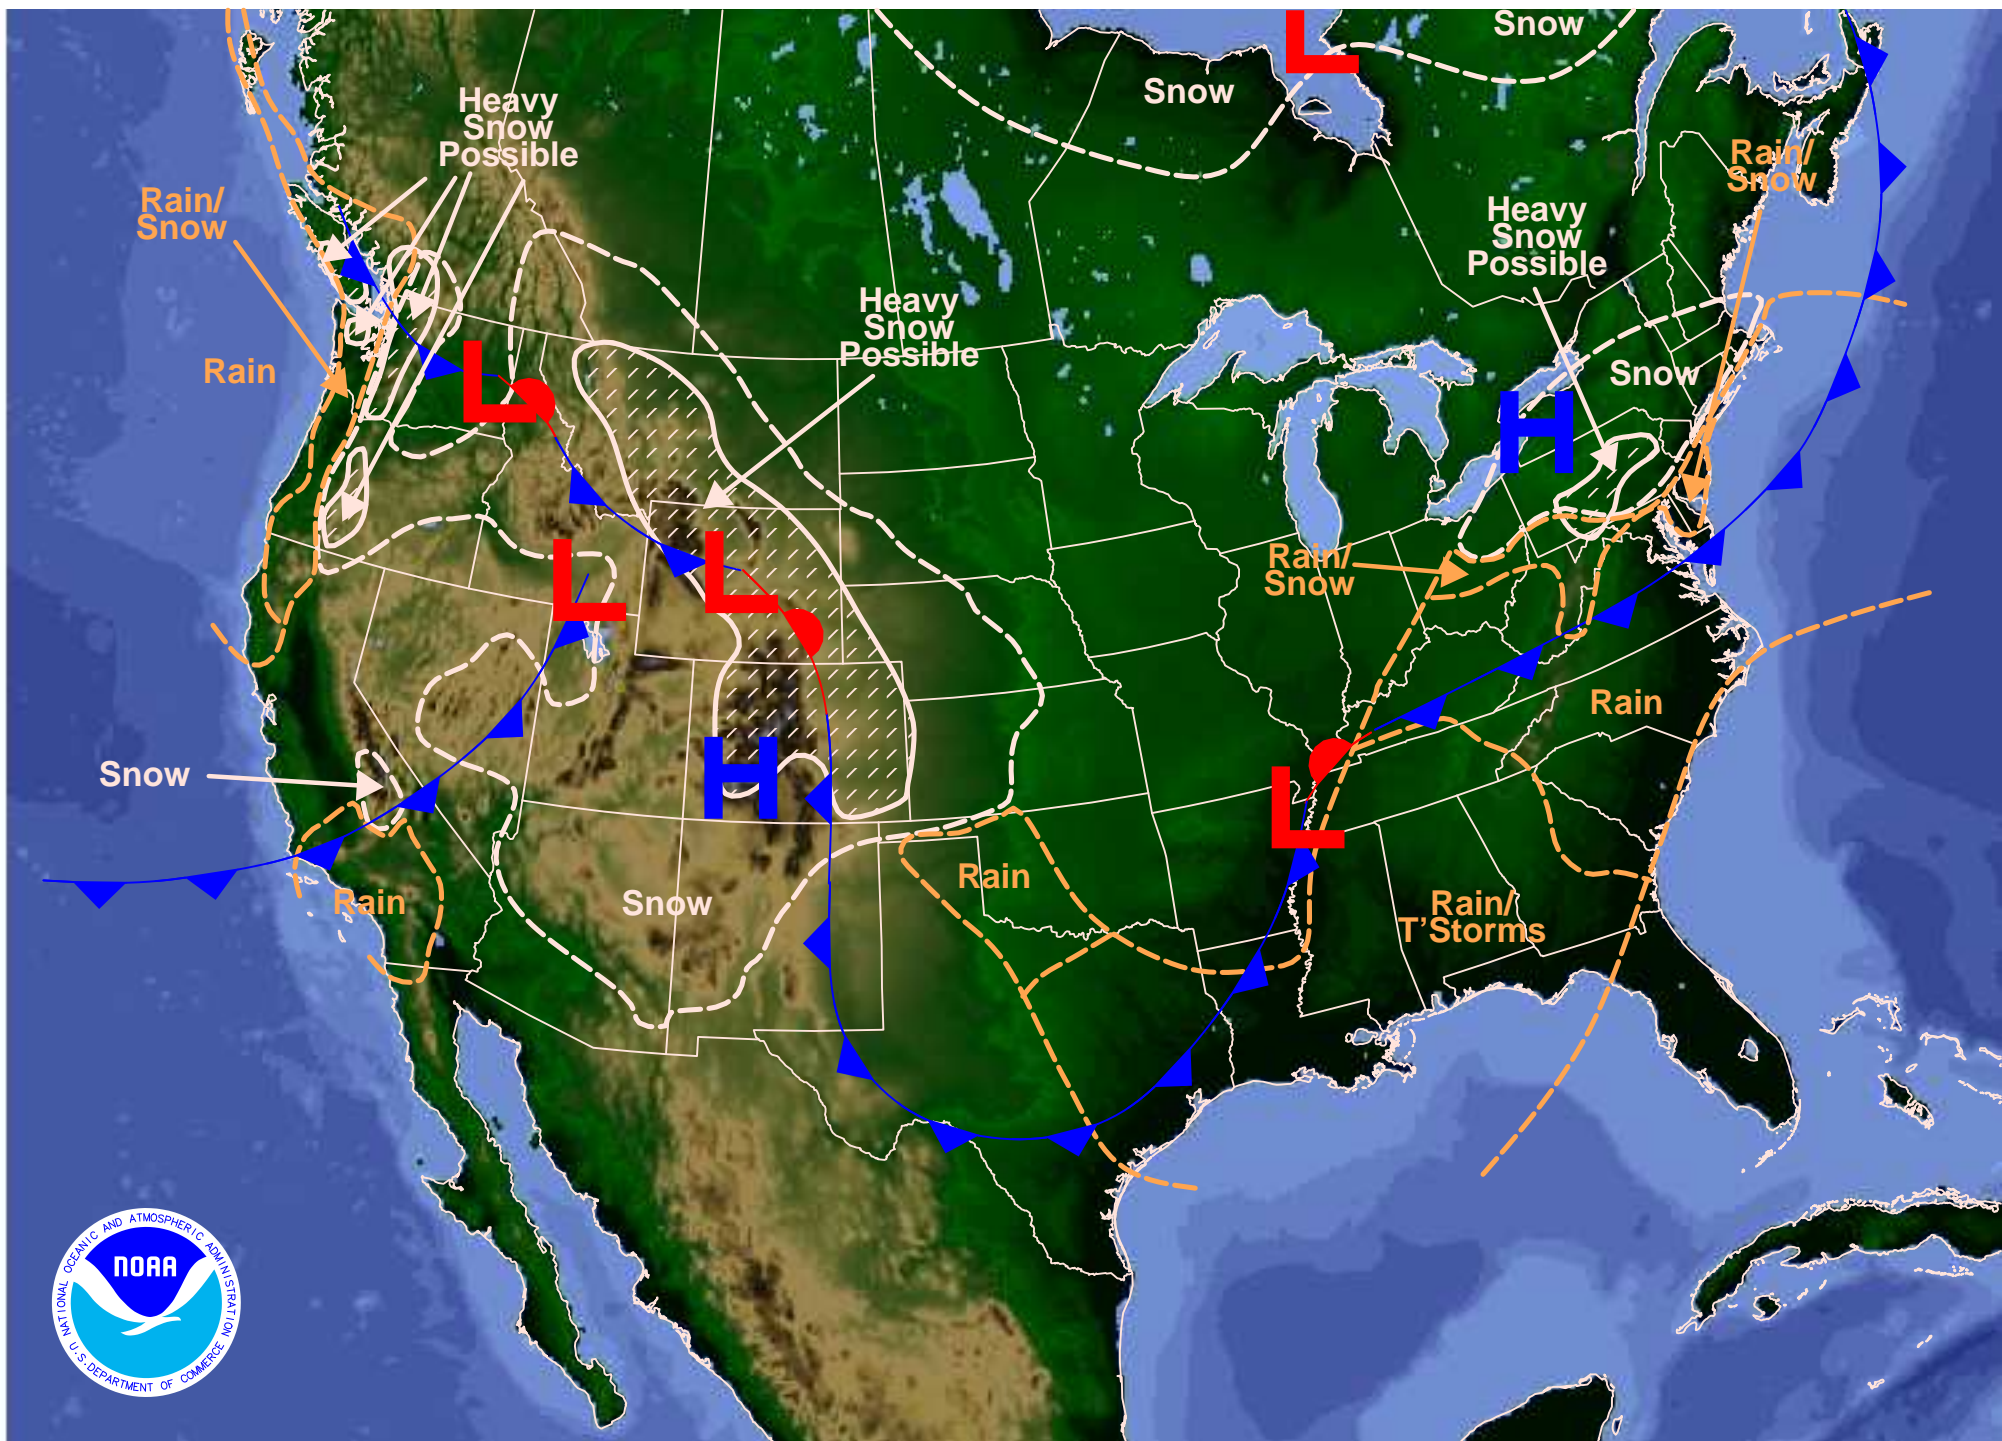 Snow
L
Snow
Heavy
Snow
Possible
Rain/
Snow
Rain/
Snow
Heavy
Snow
Possible
Heavy
Snow
Possible
Rain
L
Snow
H
L
L
Rain/
Snow
Rain
Snow
H
L
Rain
Rain
Snow
Rain/
T'Storms
NATIONAL OCEANIC AND ATMOSPHERIC ADMINISTRATION
NOAA
U.S. DEPARTMENT OF COMMERCE